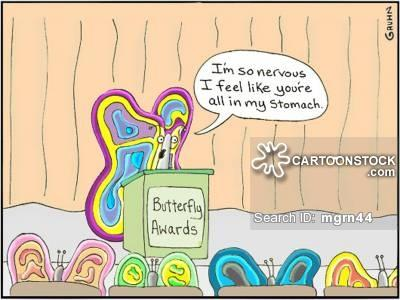 GRUHN
I'm so nervous
I feel like you're
all in my stomach.
CARTOONSTOCK
.com
Search ID: mgrn44
Butterfly
Awards